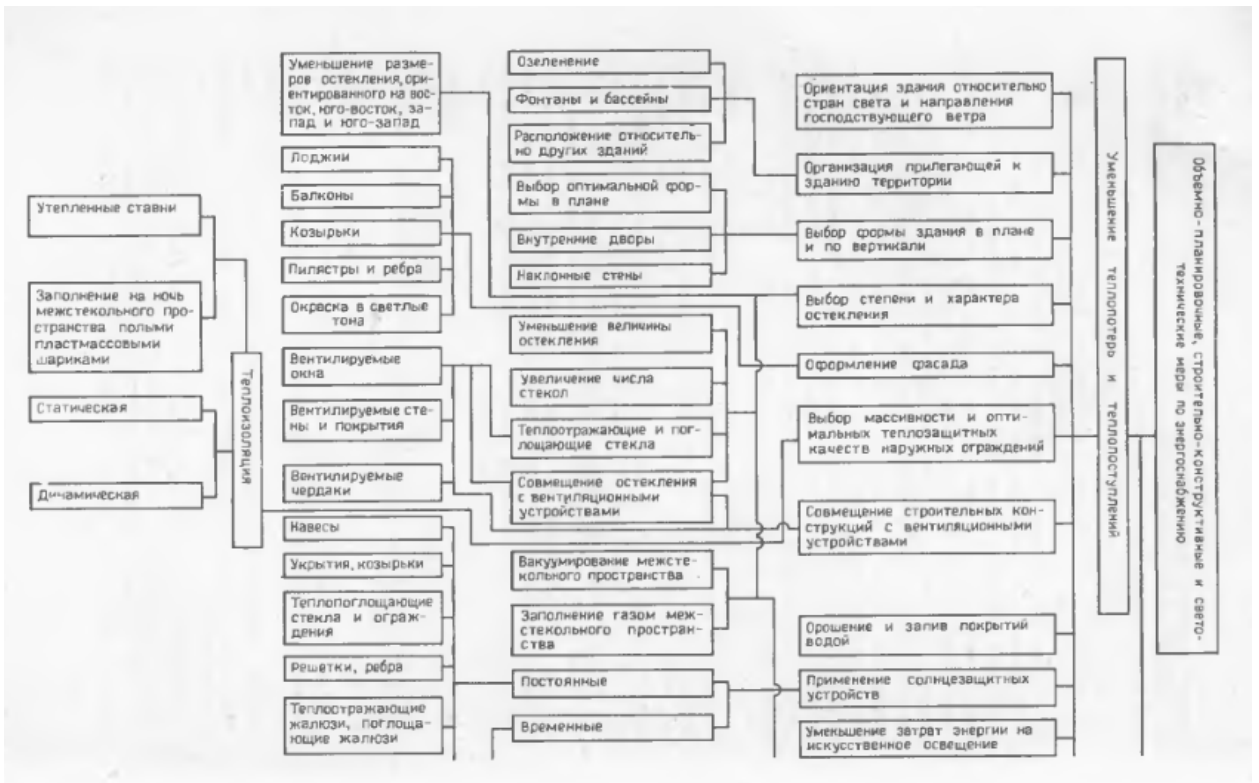 Утепленные ставни
Заполнение на ночь
межстекольного про-
странства полыми
пластмассовыми
шариками
Статическая
Динамическая
Теплоизоляция
Уменьшение разме-
ров остекления, ори-
ентированного на вос-
ток, юго-восток, за-
пад и юго-запад
Лоджии
Балконы
Козырьки
Пилястры и ребра
Окраска в светлые
тона
Вентилируемые
окна
Вентилируемые сте-
ны и покрытия
Вентилируемые
чердаки
Навесы
Укрытия, козырьки
Теплопоглощающие
стекла и ограж-
дения
Решетки, ребра
Теплоотражающие
жалюзи, поглоща-
ющие жалюзи
Озеленение
Фонтаны и бассейны
Расположение относитель-
но других зданий
Выбор оптимальной фор-
мы в плане
Внутренние дворы
Наклонные стены
Уменьшение величины
остекления
Увеличение числа
стекол
Теплоотражающие и пог-
лощающие стекла
Совмещение остекления
с вентиляционными
устройствами
Вакуумирование межсте-
кольного пространства
Заполнение газом меж-
стекольного простран-
ства
Постоянные
Временные
Ориентация здания относительно
стран света и направления
господствующего ветра
Организация прилегающей к
зданию территории
Выбор формы здания в плане
и по вертикали
Выбор степени и характера
остекления
Оформление фасада
Выбор массивности и опти-
мальных теплозащитных
качеств наружных ограждений
Совмещение строительных кон-
струкций с вентиляционными
устройствами
Орошение и залив покрытий
водой
Применение солнцезащитных
устройств
Уменьшение затрат энергии на
искусственное освещение
Уменьшение теплопотерь и теплопоступлений
Объемно-планировочные, строительно-конструктивные и свето-
технические меры по энергоснабжению